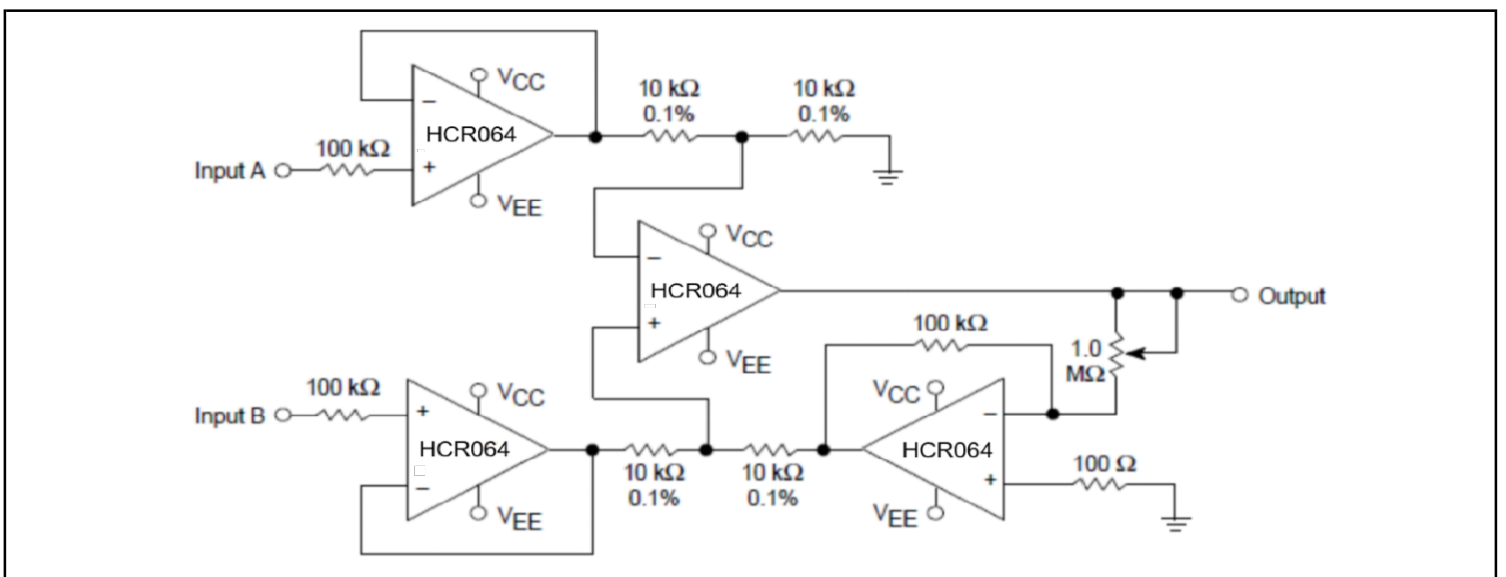 VCC
10 kΩ
0.1%
10 kΩ
0.1%
−
HCR064
100 kΩ
Input A
+
VEE
VCC
−
HCR064
Output
+
100 kΩ
1.0
MΩ
VEE
100 kΩ
VCC
VCC
Input B
+
−
HCR064
HCR064
10 kΩ
0.1%
10 kΩ
0.1%
100 Ω
−
+
VEE
VEE